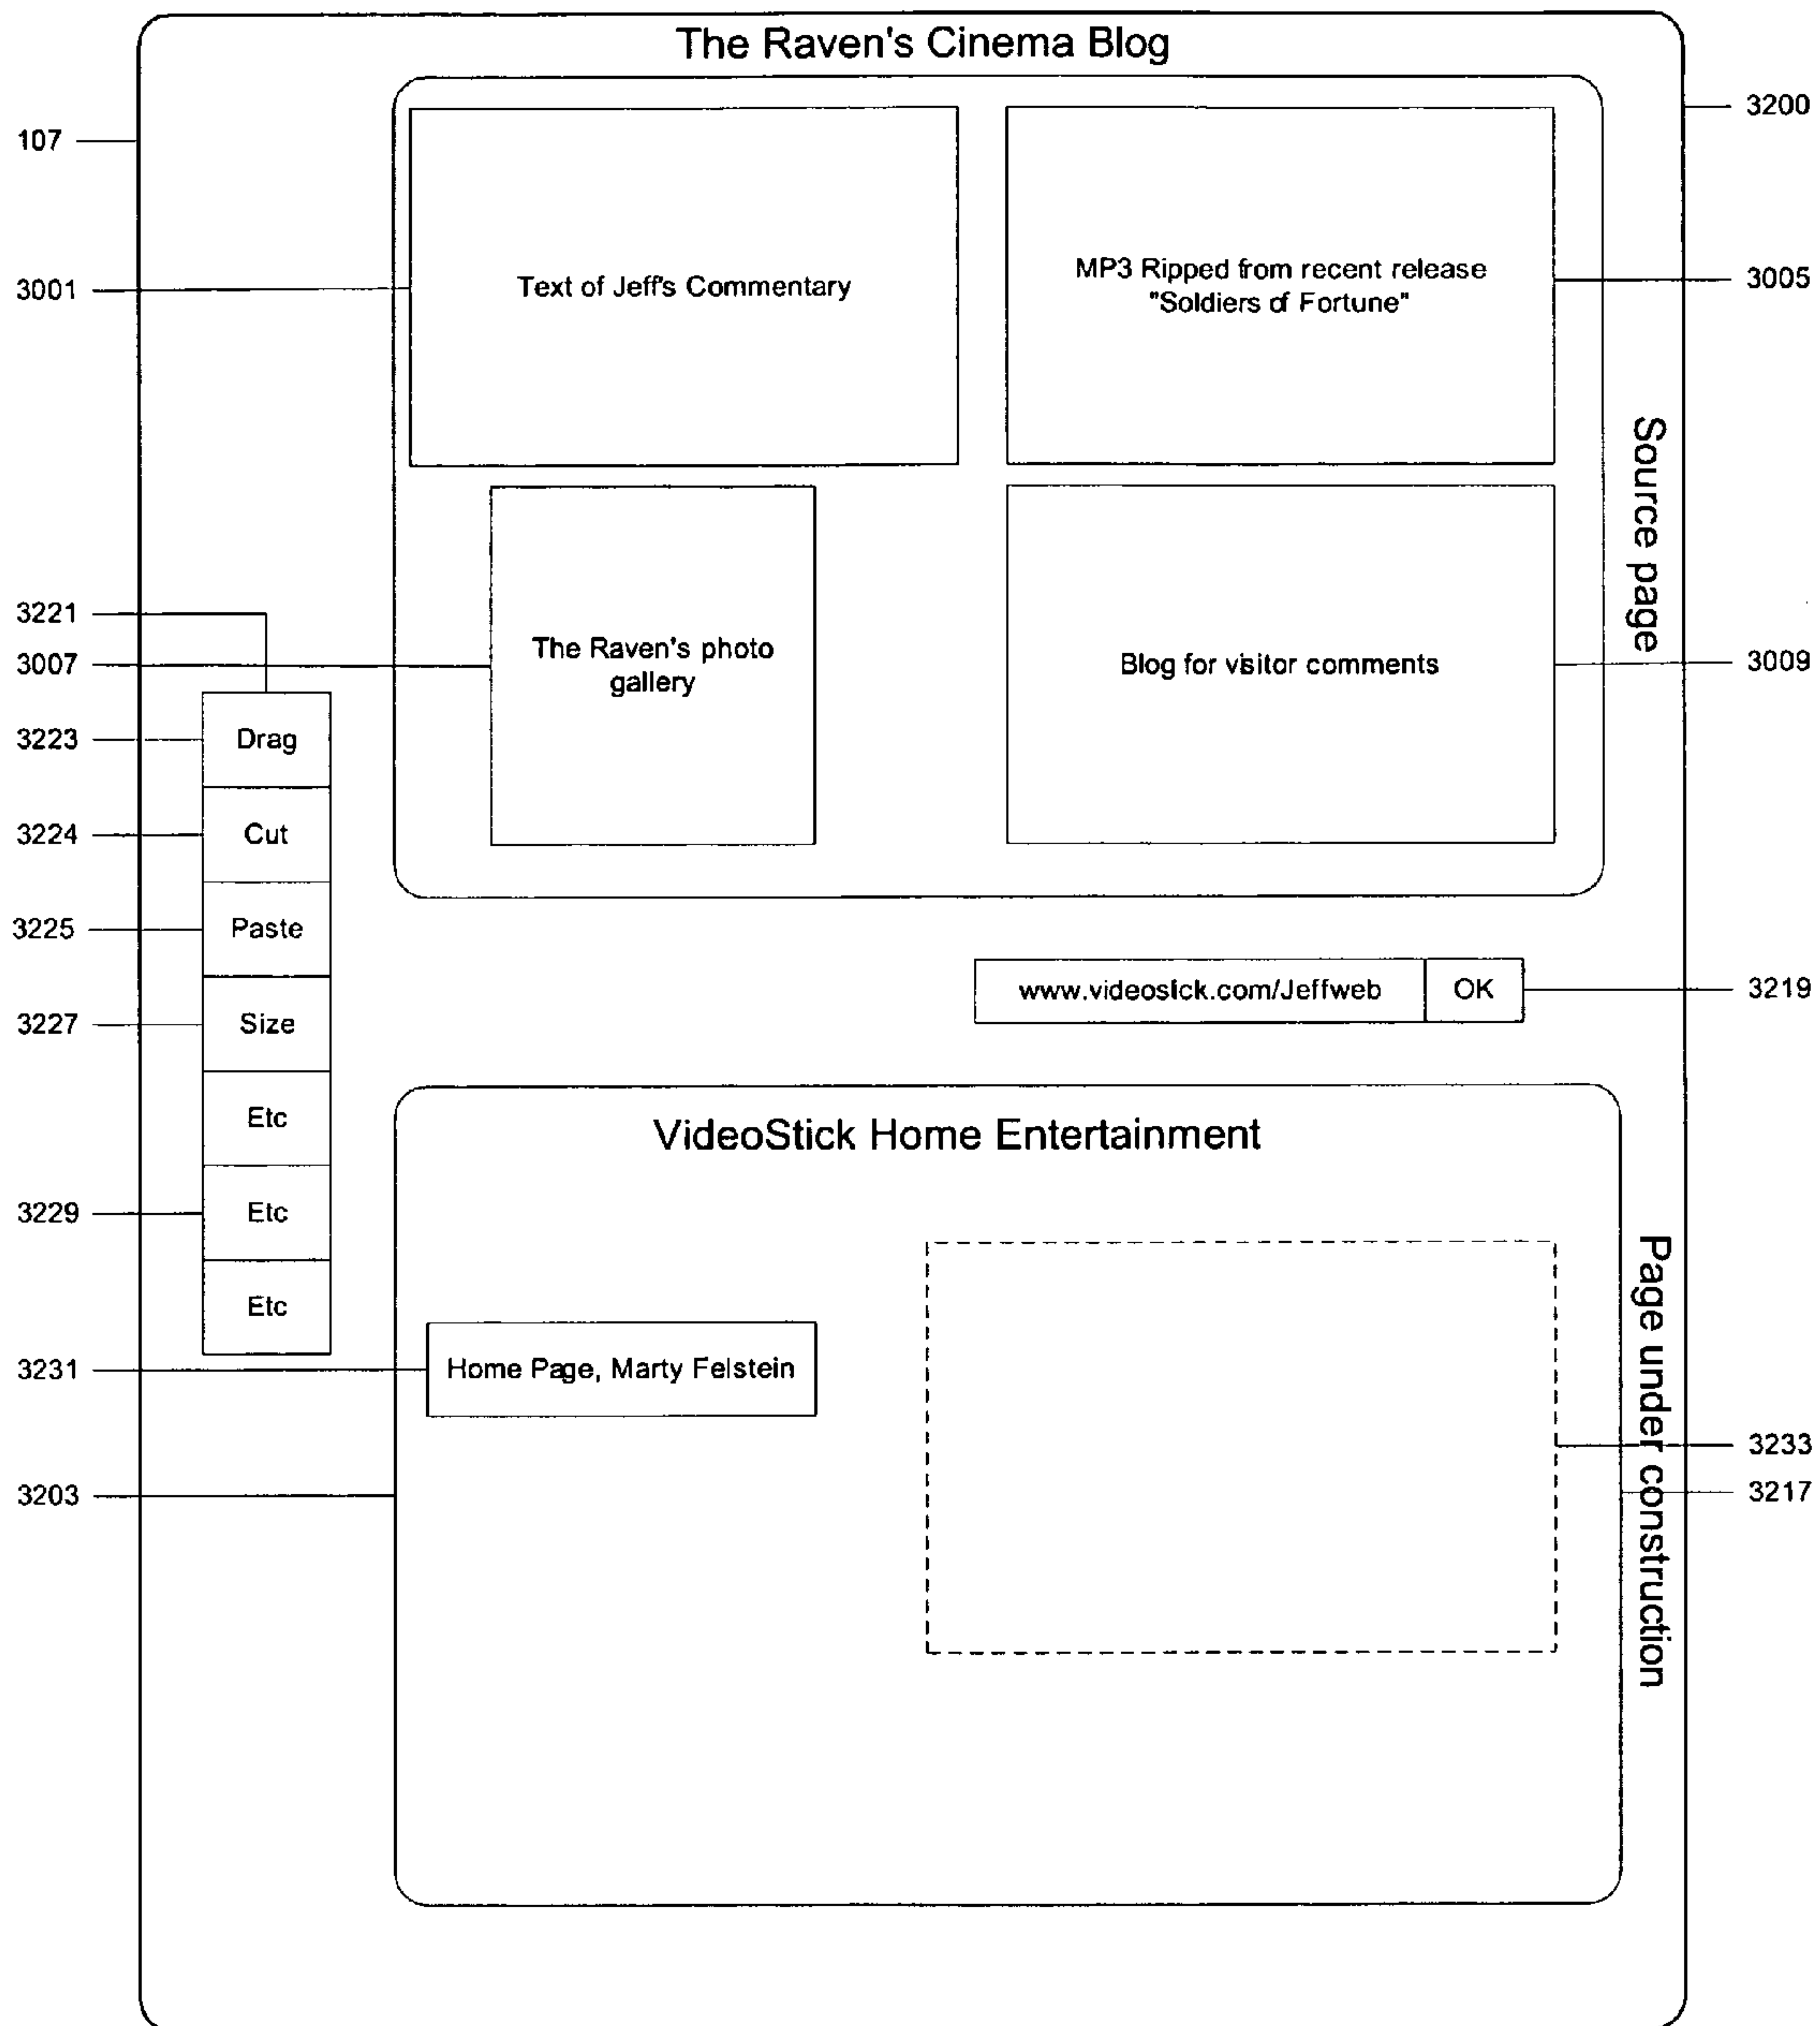 The Raven's Cinema Blog
107
3200
3001
Text of Jeff's Commentary
MP3 Ripped from recent release
"Soldiers of Fortune"
3005
Source page
3221
3007
The Raven's photo
gallery
Blog for visitor comments
3009
3223
Drag
3224
Cut
3225
Paste
www.videostick.com/Jeffweb
OK
3219
3227
Size
Etc
VideoStick Home Entertainment
3229
Etc
Etc
3231
Home Page, Marty Felstein
Page under construction
3233
3203
3217